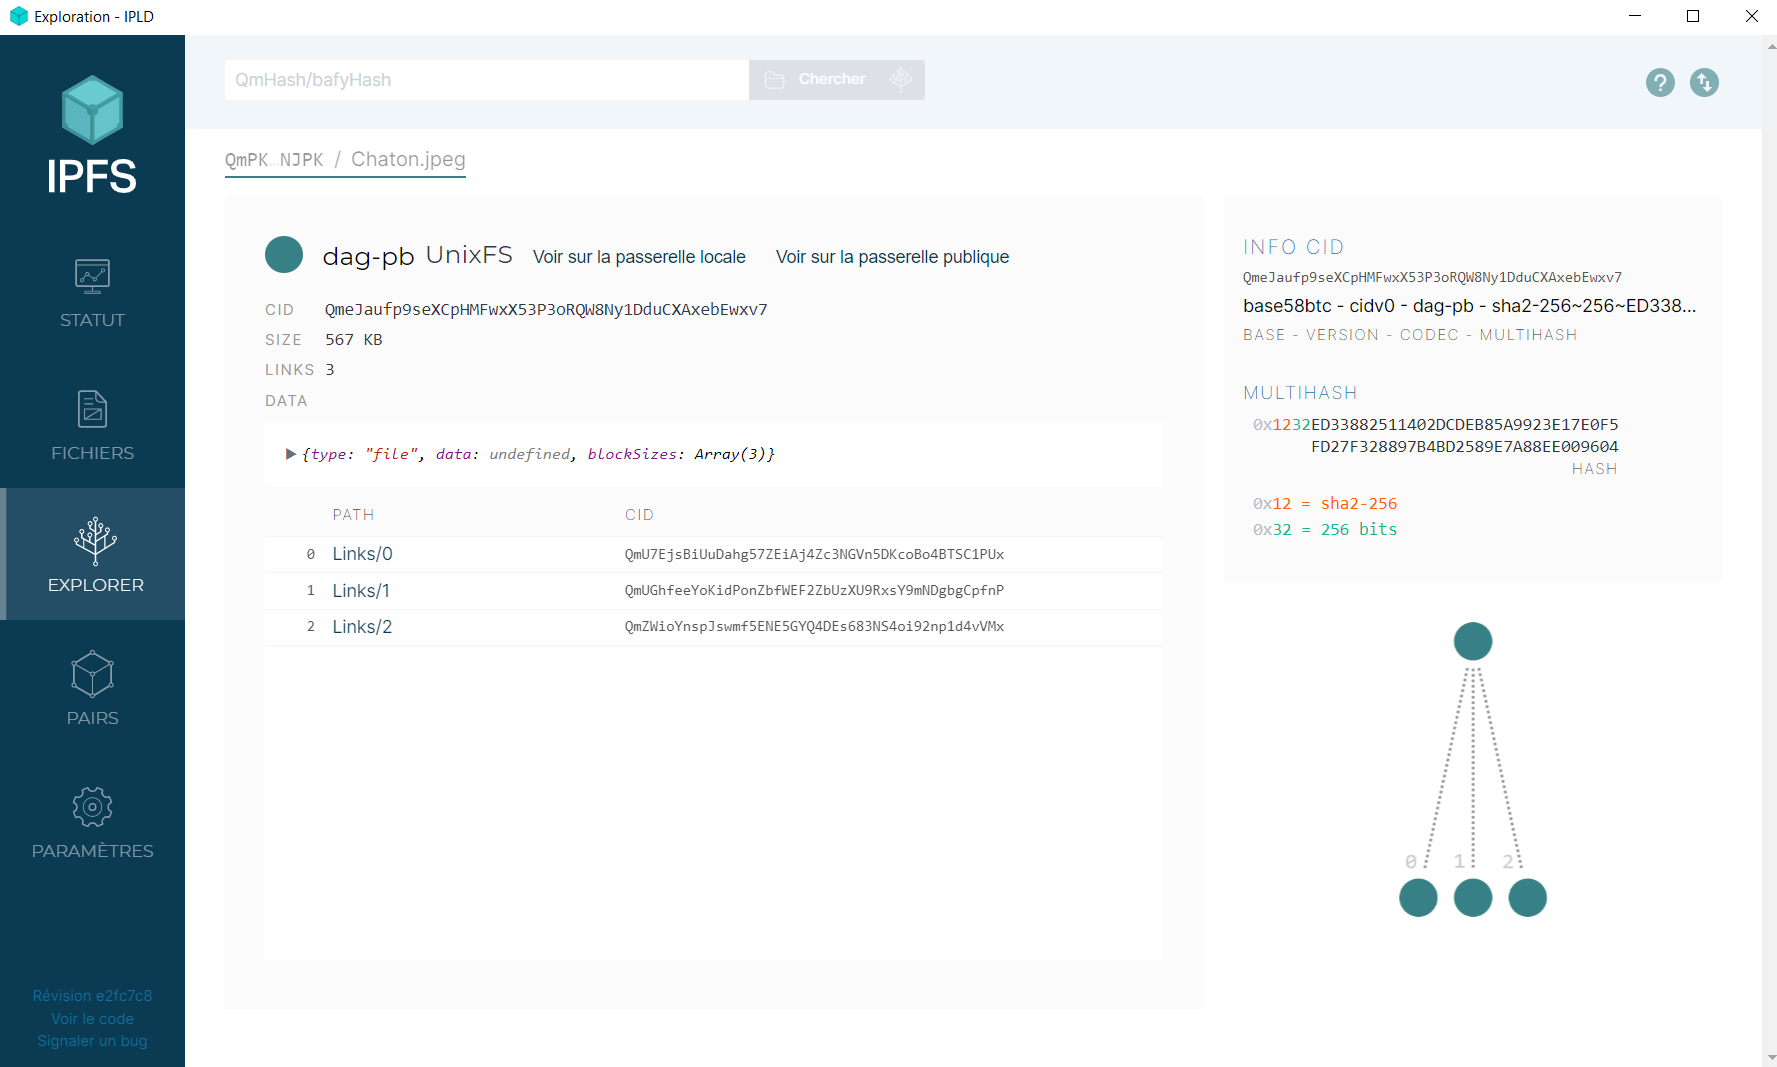 Exploration - IPLD
IPFS
STATUT
FICHIERS
EXPLORER
PAIRS
PARAMÈTRES
Révision e2fc7c8
Voir le code
Signaler un bug
QmHash/bafyHash
Chercher
?
QmPK…NJPK / Chaton.jpeg
dag-pb UnixFS Voir sur la passerelle locale Voir sur la passerelle publique
CID QmeJaufp9seXCpHMFwxX53P3oRQW8Ny1DduCXAxebEwxv7
SIZE 567 KB
LINKS 3
DATA
{type: "file", data: undefined, blockSizes: Array(3)}
PATH CID
0 Links/0 QmU7EjsBiUuDahg57ZEiAj4Zc3NGVn5DKcoBo4BTSC1PUx
1 Links/1 QmUGhfeeYoKidPonZbfWEF2ZbUzXU9RxsY9mNDgbgCpfnP
2 Links/2 QmZWioYnspJswmf5ENE5GYQ4DEs683NS4oi92np1d4vVMx
INFO CID
QmeJaufp9seXCpHMFwxX53P3oRQW8Ny1DduCXAxebEwxv7
base58btc - cidv0 - dag-pb - sha2-256~256~ED338...
BASE - VERSION - CODEC - MULTIHASH
MULTIHASH
0x1232ED33882511402DCDEB85A9923E17E0F5
FD27F328897B4BD2589E7A88EE009604
HASH
0x12 = sha2-256
0x32 = 256 bits
0 1 2